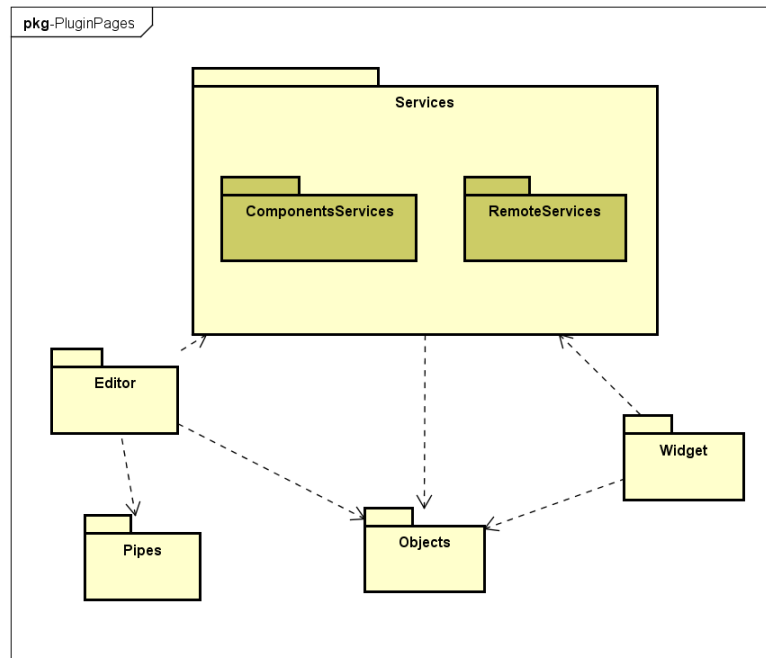 pkg-PluginPages
Services
ComponentsServices
RemoteServices
Editor
Widget
Pipes
Objects